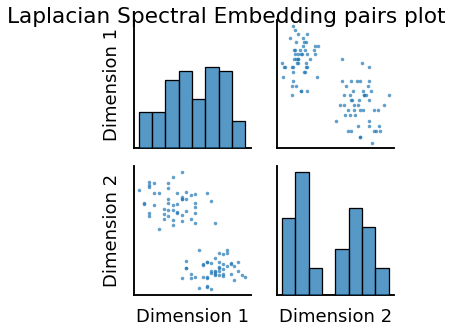 Laplacian Spectral Embedding pairs plot
Dimension 1
Dimension 2
Dimension 1
Dimension 2